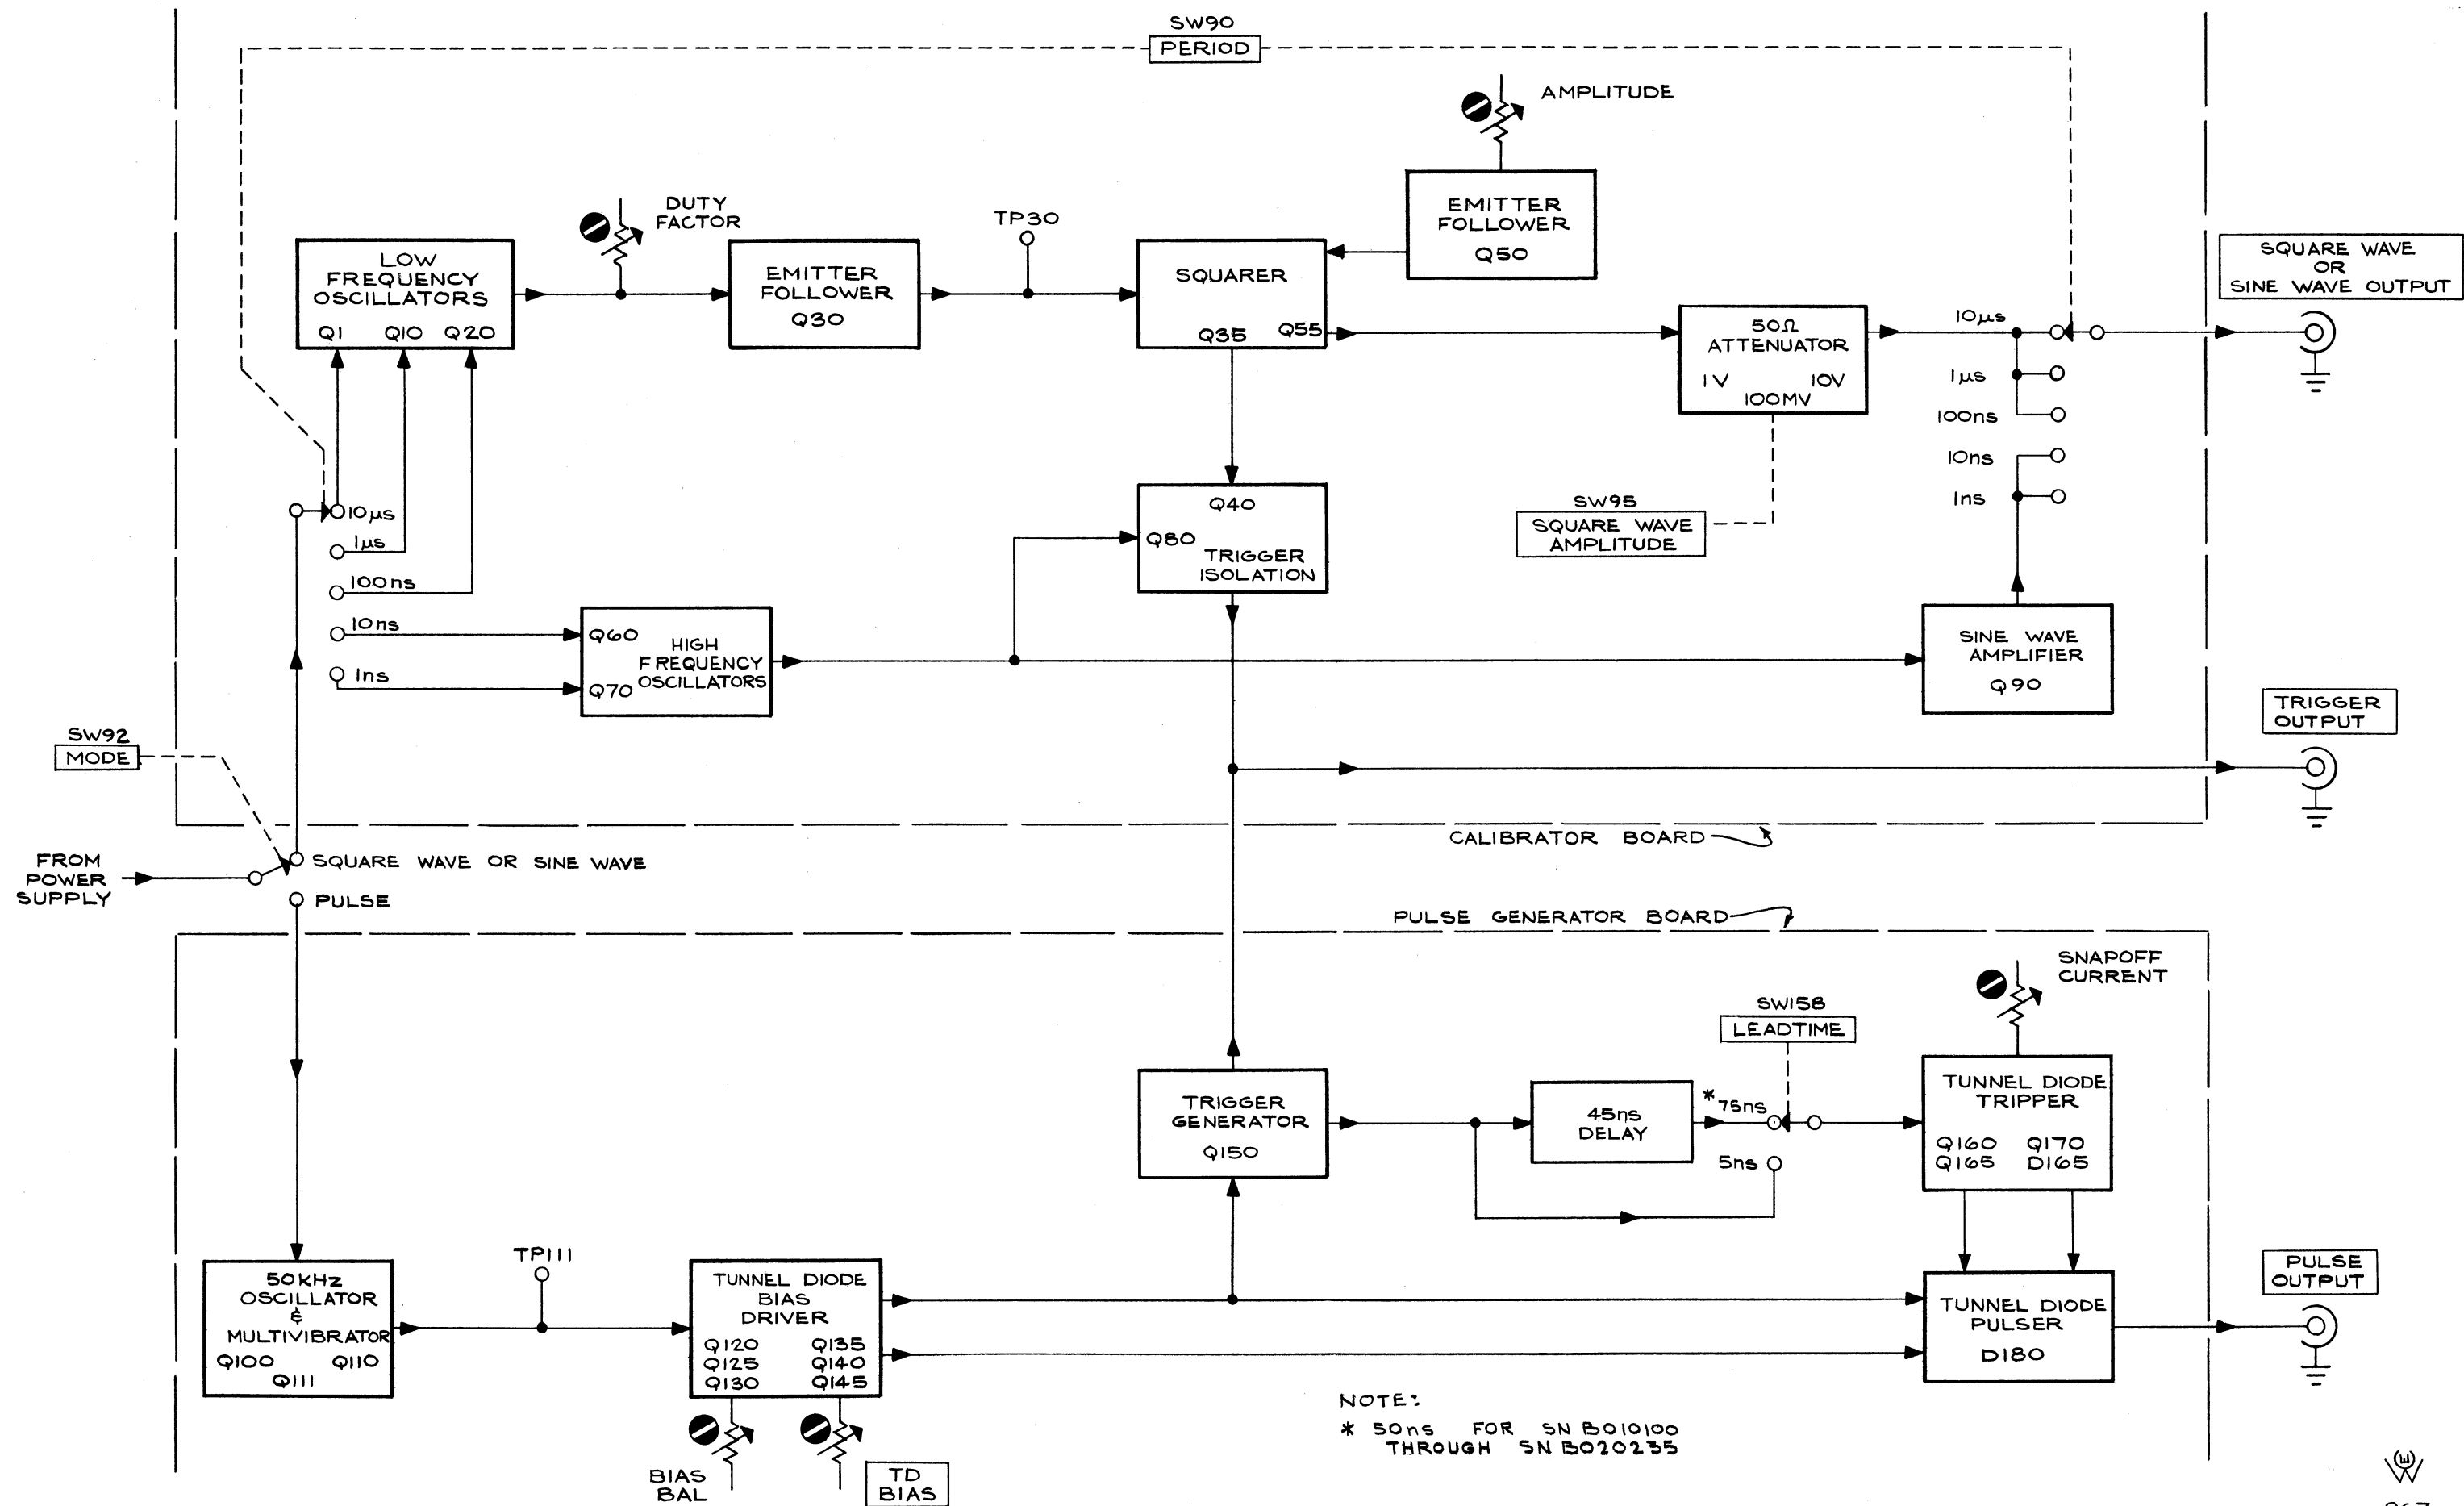 SW90
PERIOD
AMPLITUDE
DUTY
FACTOR
TP30
EMITTER
FOLLOWER
Q50
LOW
FREQUENCY
OSCILLATORS
Q1 Q10 Q20
EMITTER
FOLLOWER
Q30
SQUARER
Q35 Q55
50Ω
ATTENUATOR
1V 10V
100MV
10µs
1µs
100ns
10ns
1ns
SQUARE WAVE
OR
SINE WAVE OUTPUT
SW95
SQUARE WAVE
AMPLITUDE
Q40
Q80
TRIGGER
ISOLATION
10µs
1µs
100ns
10ns
1ns
Q60
HIGH
FREQUENCY
OSCILLATORS
Q70
SINE WAVE
AMPLIFIER
Q90
TRIGGER
OUTPUT
SW92
MODE
CALIBRATOR BOARD
FROM
POWER
SUPPLY
SQUARE WAVE OR SINE WAVE
PULSE
PULSE GENERATOR BOARD
SNAPOFF
CURRENT
SW158
LEADTIME
TRIGGER
GENERATOR
Q150
45ns
DELAY
* 75ns
5ns
TUNNEL DIODE
TRIPPER
Q160 Q170
Q165 D165
50KHz
OSCILLATOR
&
MULTIVIBRATOR
Q100 Q110
Q111
TP111
TUNNEL DIODE
BIAS
DRIVER
Q120 Q135
Q125 Q140
Q130 Q145
TUNNEL DIODE
PULSER
D180
PULSE
OUTPUT
BIAS
BAL
TD
BIAS
NOTE:
* 50ns FOR SN B010100
THROUGH SN B020235